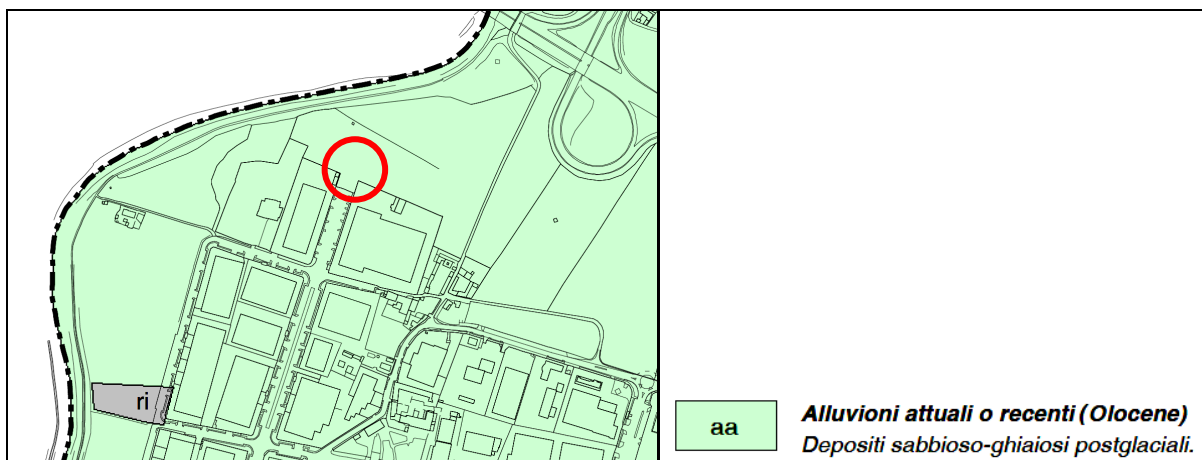 ri
aa
Alluvioni attuali o recenti (Olocene)
Depositi sabbioso-ghiaiosi postglaciali.